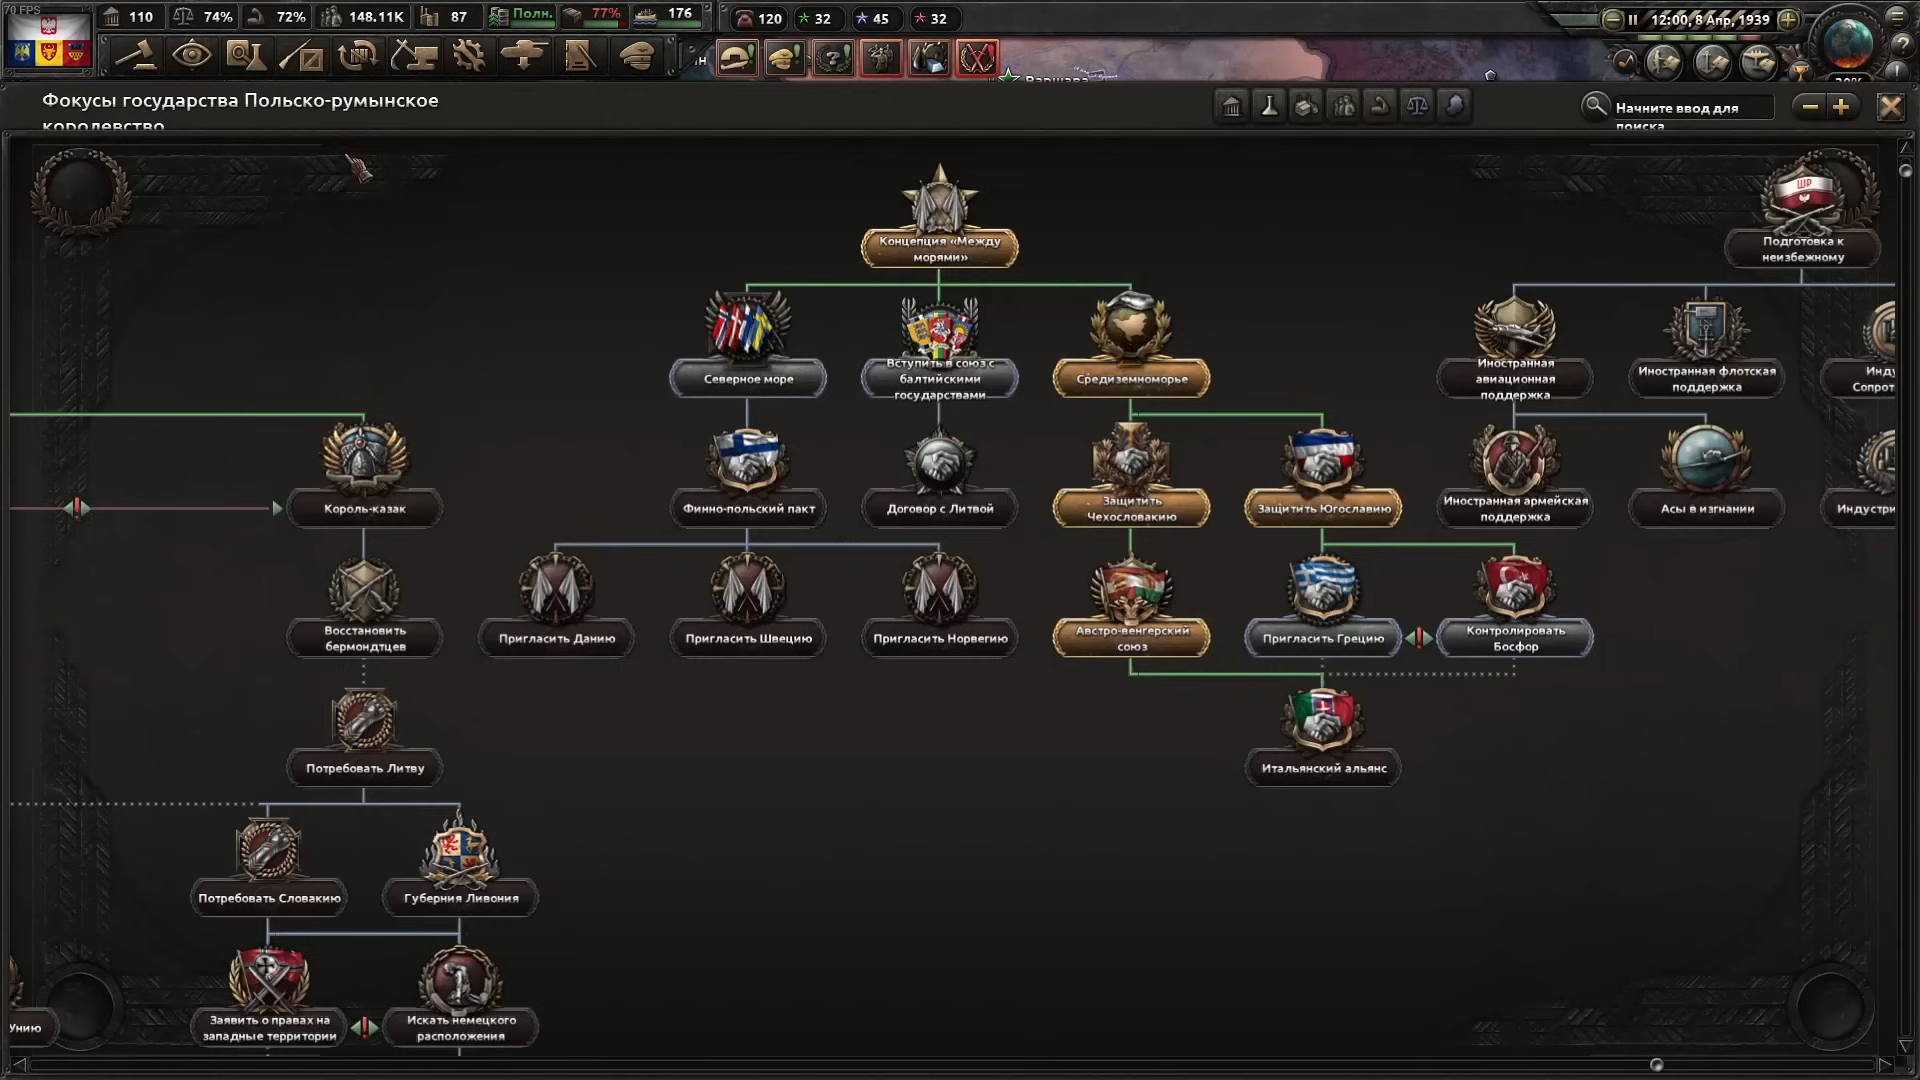 70 FPS
110
74%
72%
148.11K
87
Полн.
77%
176
120
32
45
32
12:00, 8 Апр, 1939
Варшава
Фокусы государства Польско-румынское
королевство
Начните ввод для
поиска
Концепция «Между
морями»
Подготовка к
неизбежному
Северное море
Вступить в союз с
балтийскими
государствами
Средиземноморье
Иностранная
авиационная
поддержка
Иностранная флотская
поддержка
Инду
Сопрот
Король-казак
Финно-польский пакт
Договор с Литвой
Защитить
Чехословакию
Защитить Югославию
Иностранная армейская
поддержка
Асы в изгнании
Индустри
Восстановить
бермондтцев
Пригласить Данию
Пригласить Швецию
Пригласить Норвегию
Австро-венгерский
союз
Пригласить Грецию
Контролировать
Босфор
Потребовать Литву
Итальянский альянс
Потребовать Словакию
Губерния Ливония
Унию
Заявить о правах на
западные территории
Искать немецкого
расположения